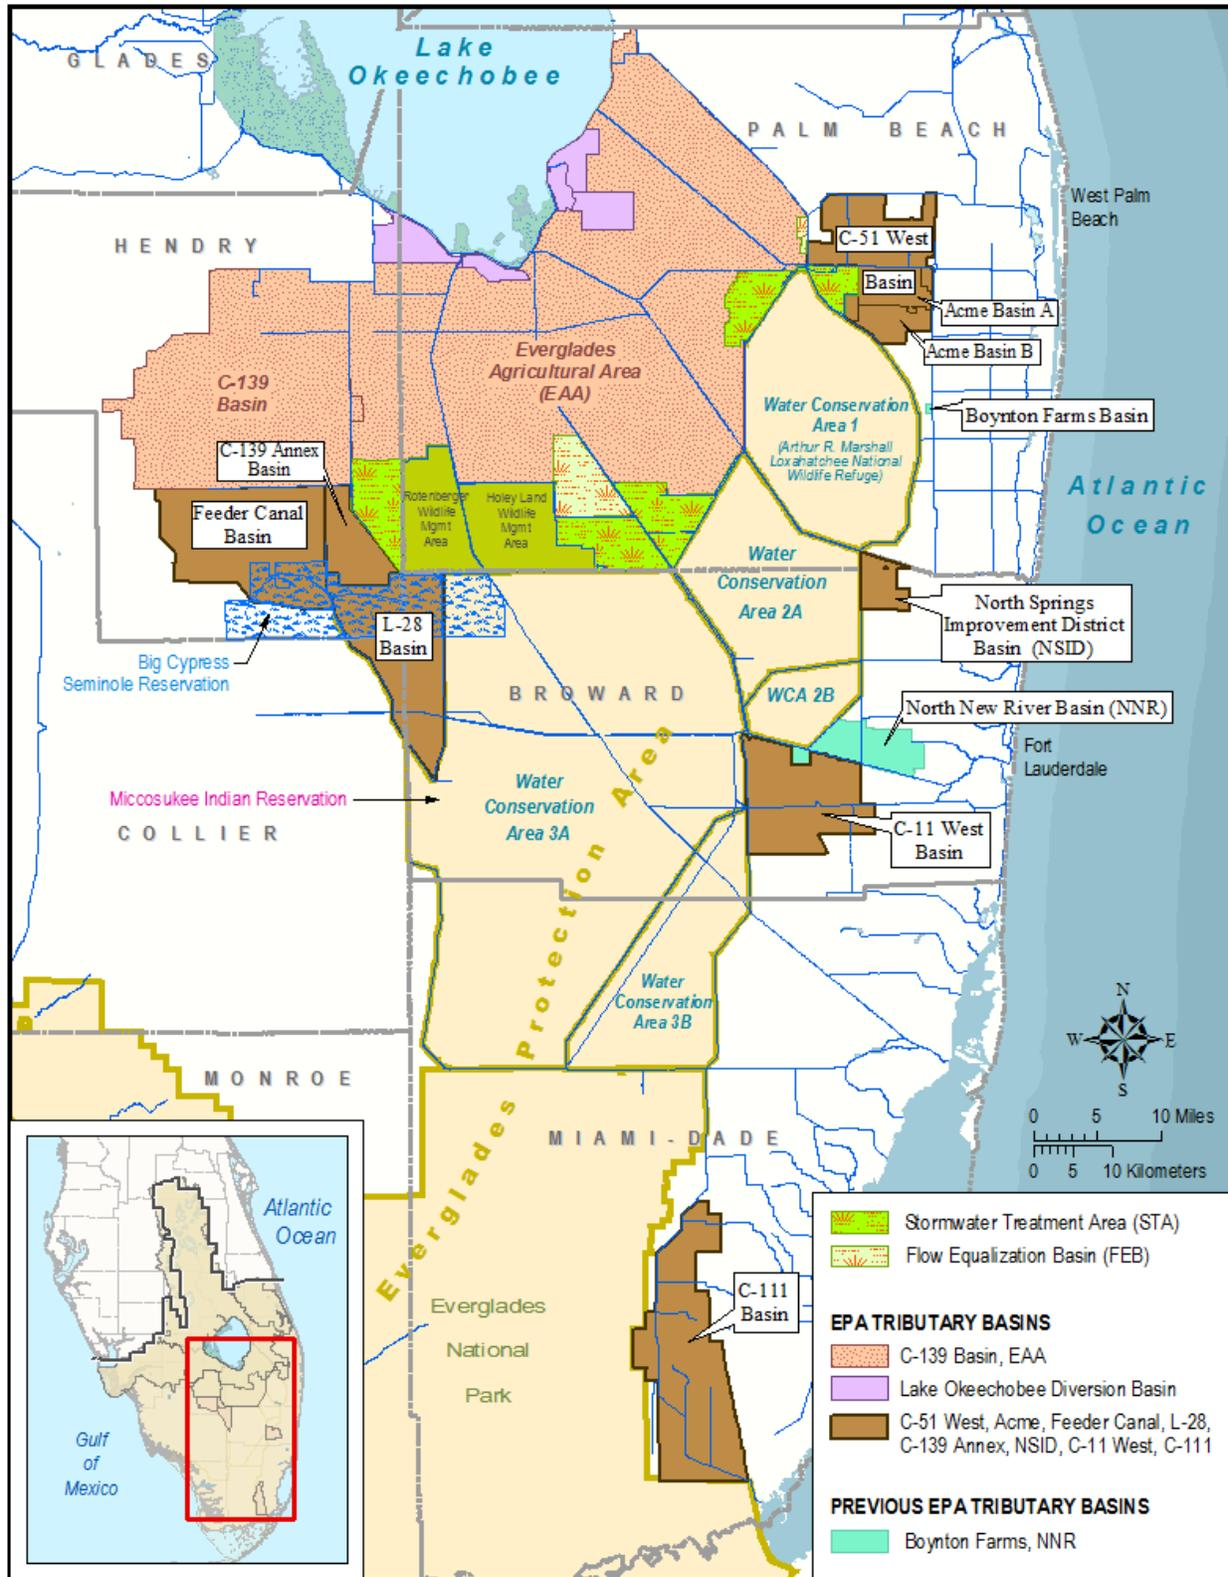 Lake
Okeechobee
GLADES
PALM BEACH
West Palm
Beach
HENDRY
C-51 West
Basin
Acme Basin A
Acme Basin B
Everglades
Agricultural Area
(EAA)
C-139
Basin
Water Conservation
Area 1
(Arthur R. Marshall
Loxahatchee National
Wildlife Refuge)
Boynton Farms Basin
C-139 Annex
Basin
Rotenberger
Wildlife
Mgmt
Area
Holey Land
Wildlife
Mgmt
Area
Feeder Canal
Basin
Atlantic
Ocean
Water
Conservation
Area 2A
North Springs
Improvement District
Basin (NSID)
L-28
Basin
Big Cypress
Seminole Reservation
BROWARD
WCA 2B
North New River Basin (NNR)
Fort
Lauderdale
Miccosukee Indian Reservation
COLLIER
Water
Conservation
Area 3A
C-11 West
Basin
Everglades Protection Area
Water
Conservation
Area 3B
N
W
E
S
MONROE
MIAMI-DADE
0 5 10 Miles
0 5 10 Kilometers
C-111
Basin
Everglades
National
Park
Atlantic
Ocean
Gulf
of
Mexico
Stormwater Treatment Area (STA)
Flow Equalization Basin (FEB)
EPA TRIBUTARY BASINS
C-139 Basin, EAA
Lake Okeechobee Diversion Basin
C-51 West, Acme, Feeder Canal, L-28,
C-139 Annex, NSID, C-11 West, C-111
PREVIOUS EPA TRIBUTARY BASINS
Boynton Farms, NNR